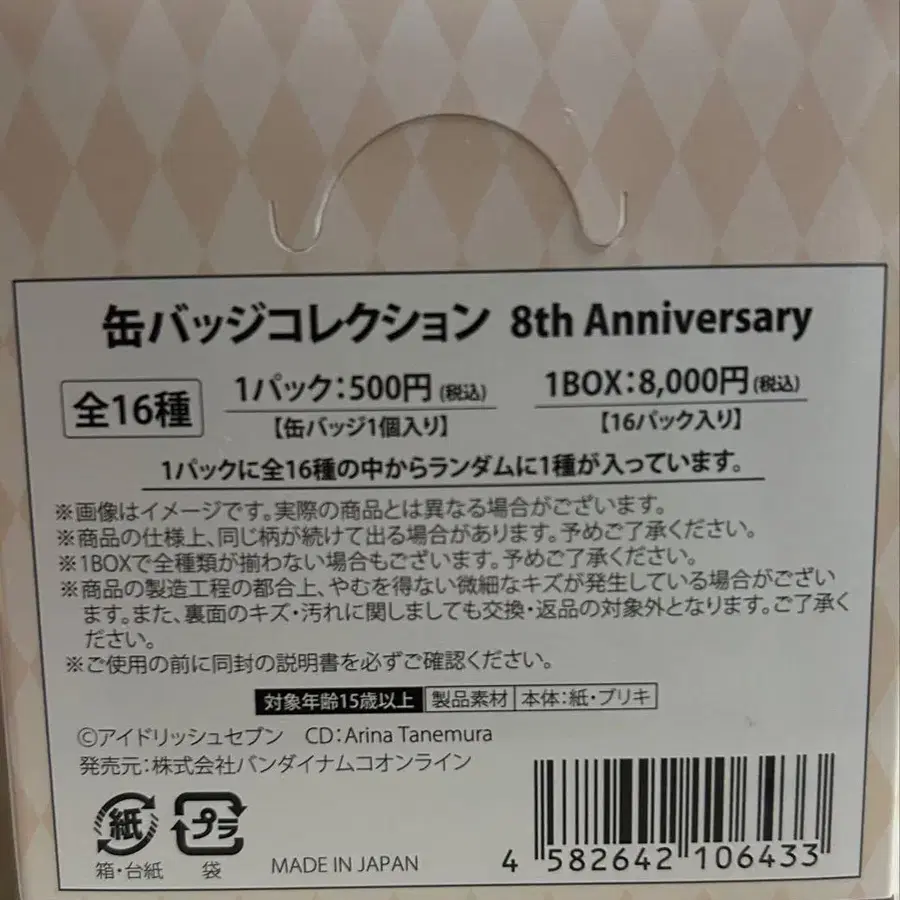 缶バッジコレクション 8th Anniversary
全16種
1パック:500円(税込)
【缶バッジ1個入り】
1BOX:8,000円(税込)
【16パック入り】
1パックに全16種の中からランダムに1種が入っています。
※画像はイメージです。実際の商品とは異なる場合がございます。
※商品の仕様上、同じ柄が続けて出る場合があります。予めご了承ください。
※1BOXで全種類が揃わない場合もございます。予めご了承ください。
※商品の製造工程の都合上、やむを得ない微細なキズが発生している場合がござい
ます。また、裏面のキズ・汚れに関しましても交換・返品の対象外となります。ご了承く
ださい。
※ご使用の前に同封の説明書を必ずご確認ください。
対象年齢15歳以上 製品素材 本体:紙・ブリキ
©アイドリッシュセブン CD:Arina Tanemura
発売元:株式会社バンダイナムコオンライン
紙 プラ
箱・台紙 袋 MADE IN JAPAN
4 582642 106433